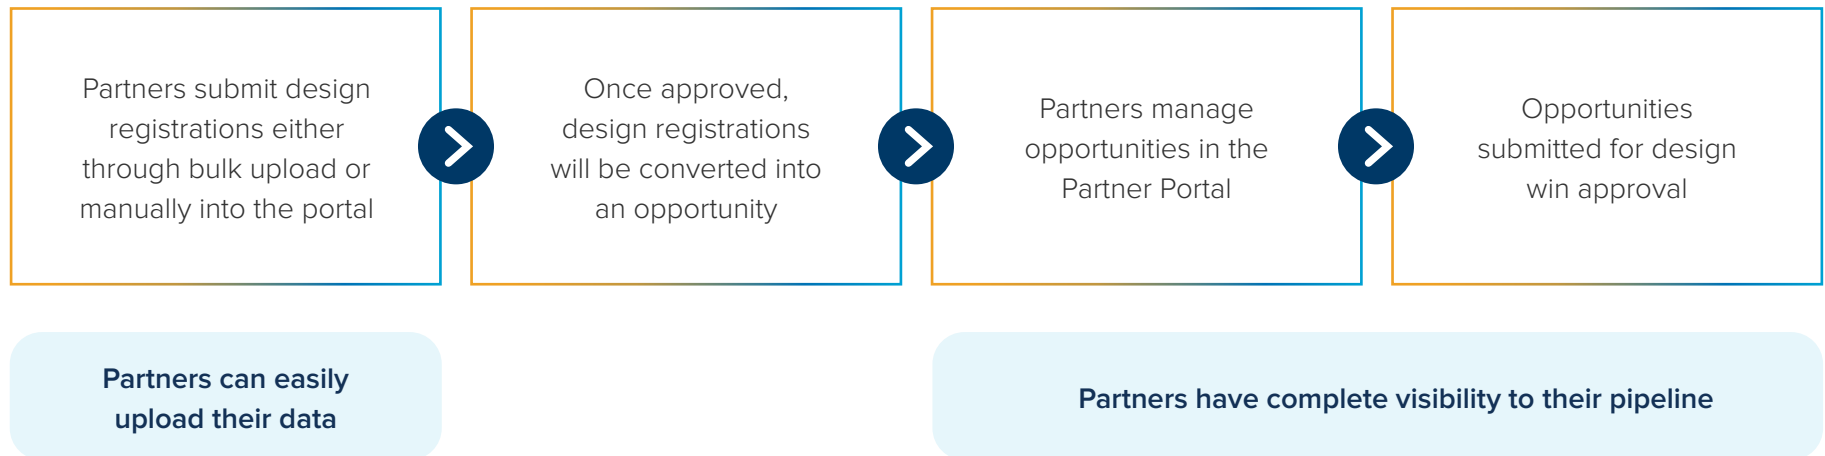 Partners submit design
registrations either
through bulk upload or
manually into the portal
Once approved,
design registrations
will be converted into
an opportunity
Partners manage
opportunities in the
Partner Portal
Opportunities
submitted for design
win approval
Partners can easily
upload their data
Partners have complete visibility to their pipeline